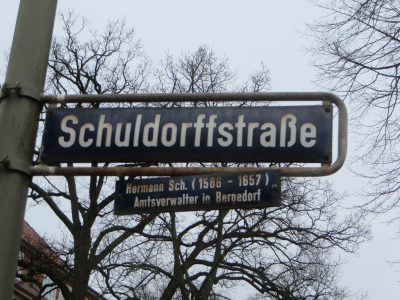 Schuldorffstraße
Hermann Sch. (1586 - 1657)
Amtsverwalter in Bergedorf